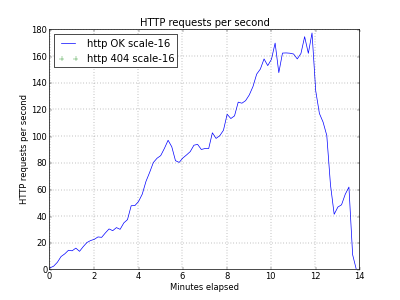 HTTP requests per second
180
160
140
120
100
80
60
40
20
0
HTTP requests per second
http OK scale-16
http 404 scale-16
0 2 4 6 8 10 12 14
Minutes elapsed